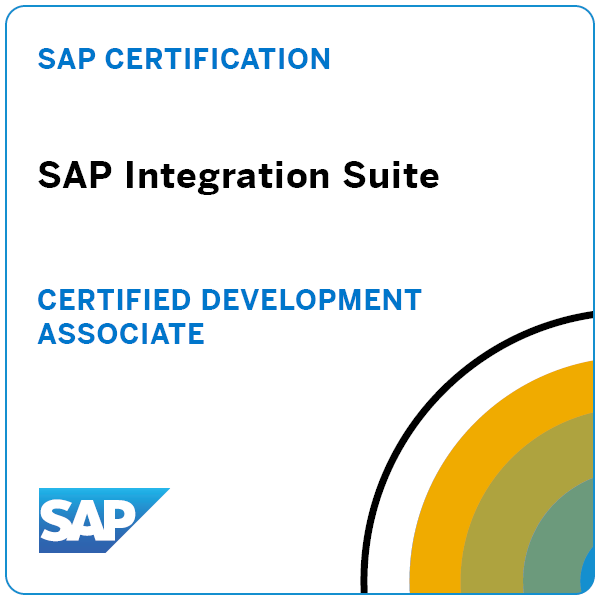 SAP CERTIFICATION
SAP Integration Suite
CERTIFIED DEVELOPMENT
ASSOCIATE
SAP